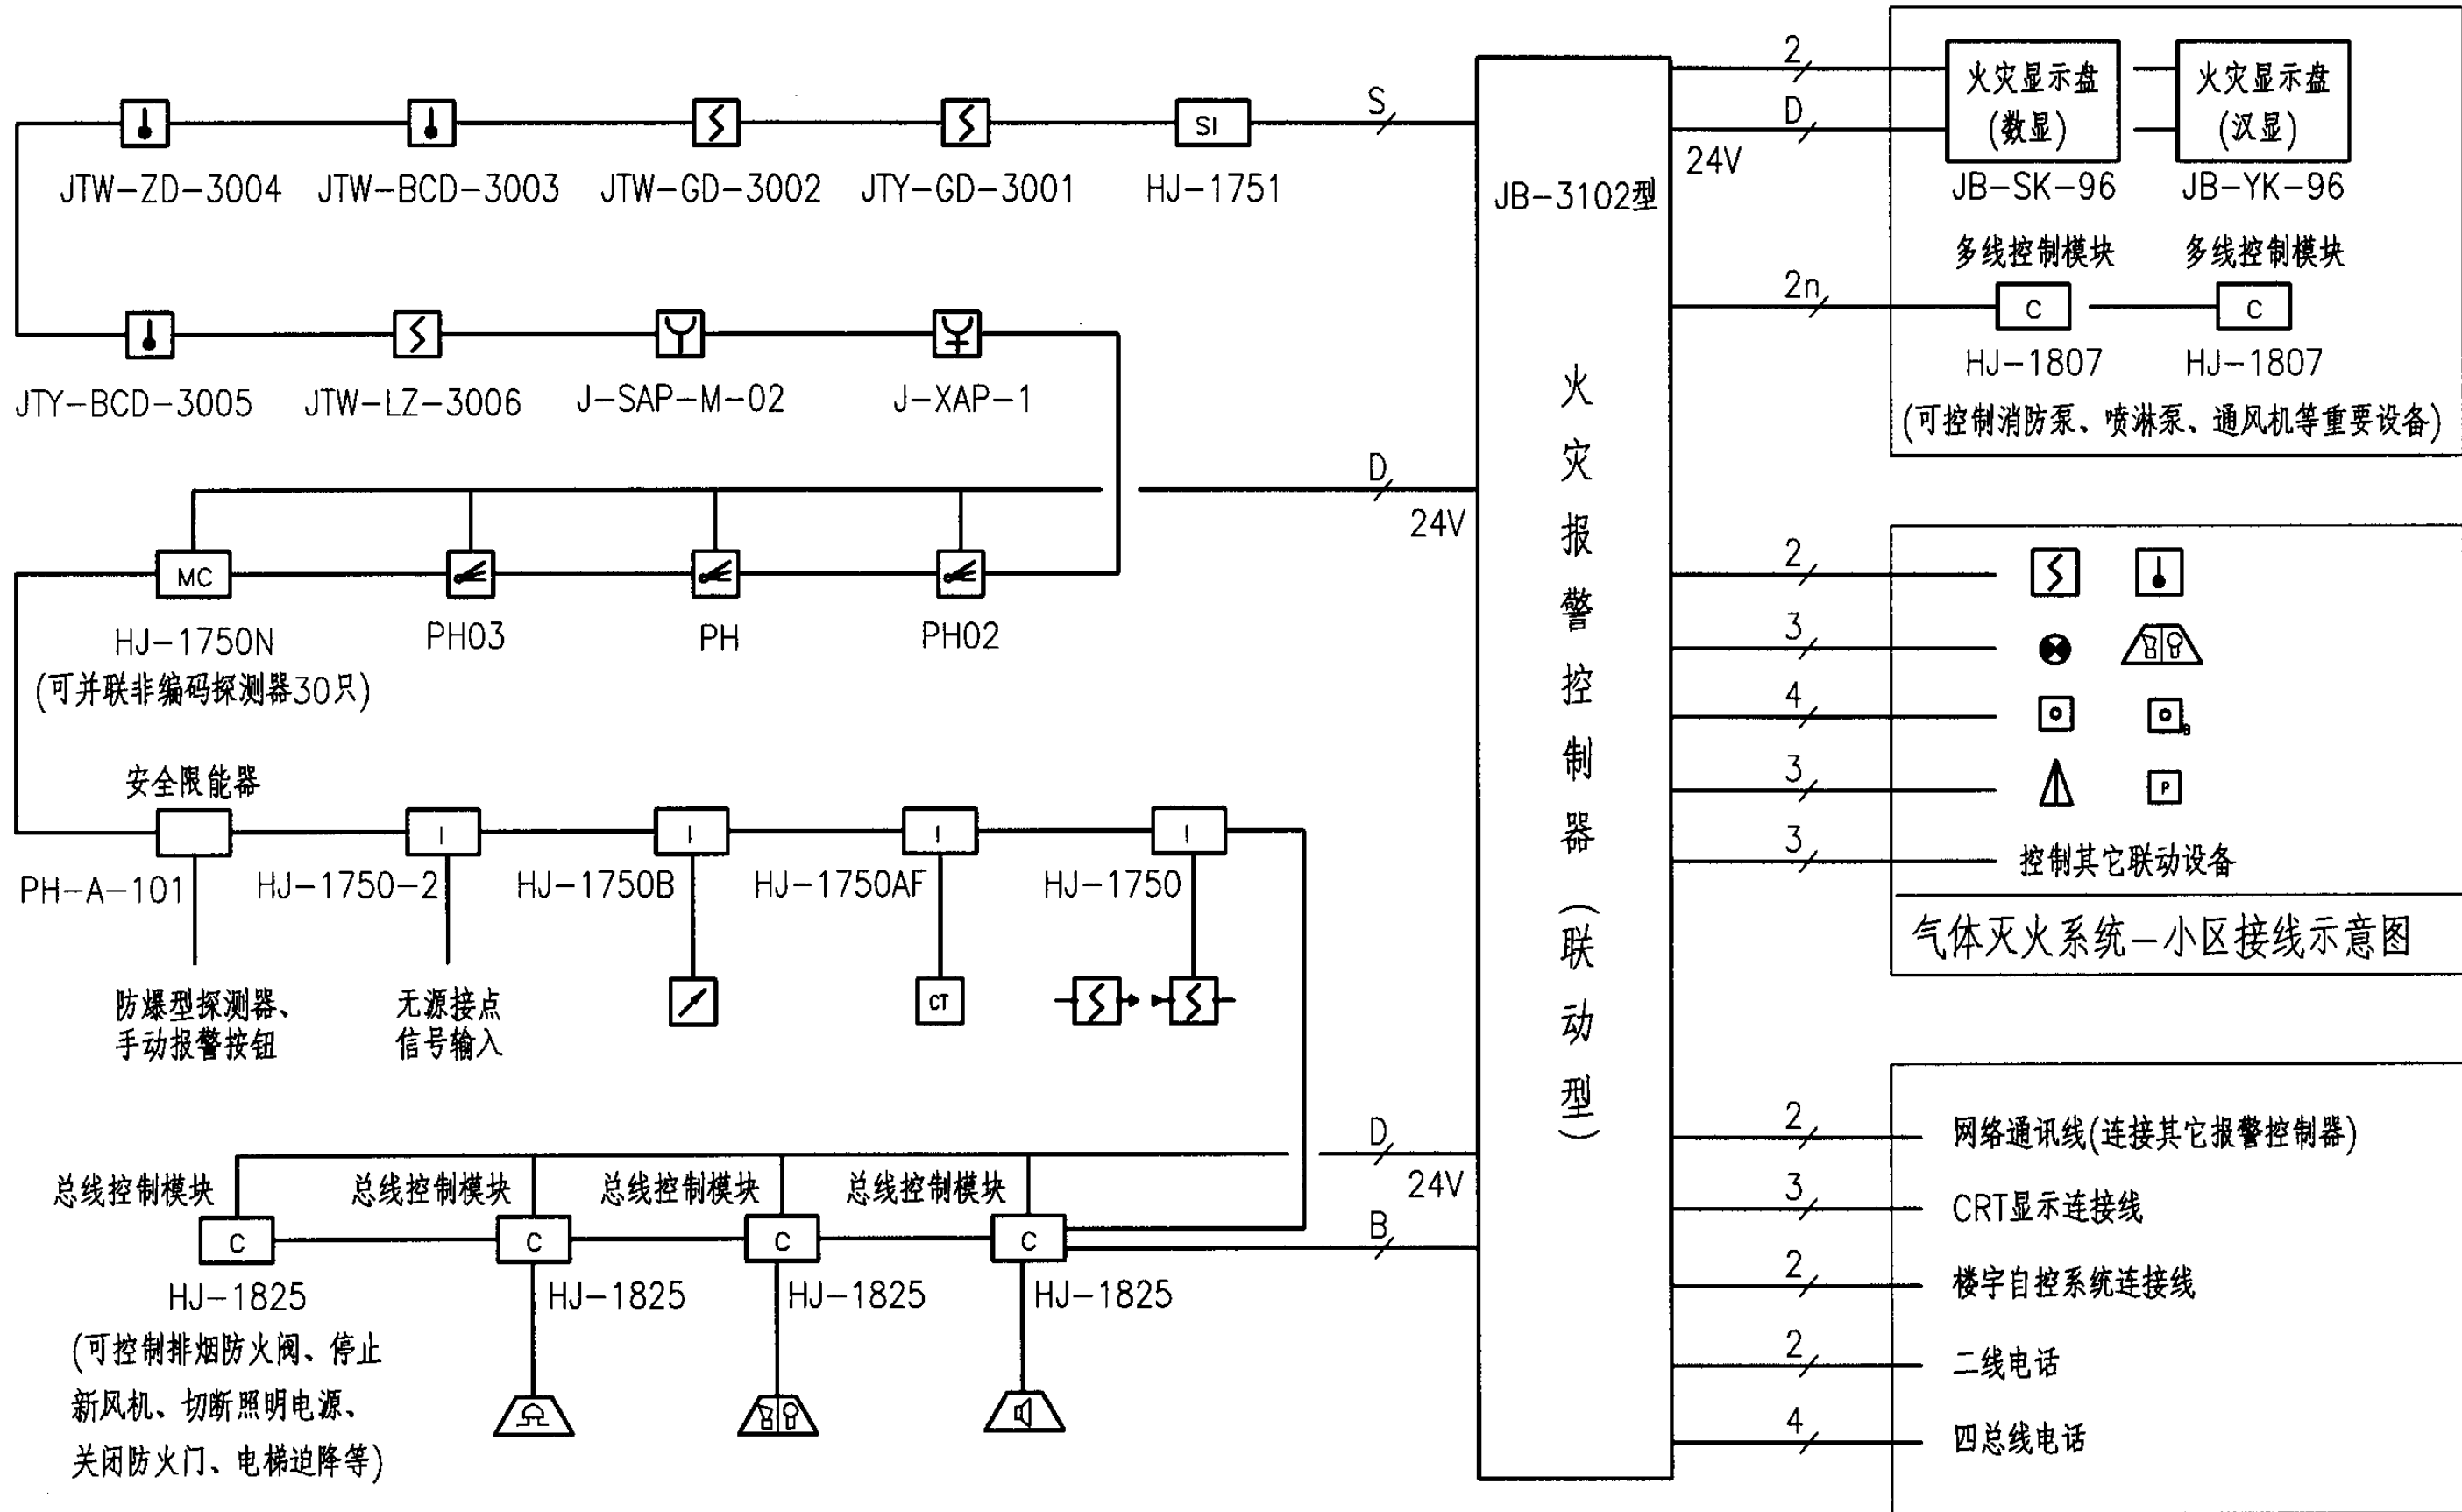 S
SI
JTW-ZD-3004
JTW-BCD-3003
JTW-GD-3002
JTY-GD-3001
HJ-1751
JTY-BCD-3005
JTW-LZ-3006
J-SAP-M-02
J-XAP-1
D
24V
MC
HJ-1750N
PH03
PH
PH02
(可并联非编码探测器30只)
安全限能器
I
I
I
I
PH-A-101
HJ-1750-2
HJ-1750B
HJ-1750AF
HJ-1750
CT
防爆型探测器、
手动报警按钮
无源接点
信号输入
D
24V
B
总线控制模块
总线控制模块
总线控制模块
总线控制模块
C
C
C
C
HJ-1825
HJ-1825
HJ-1825
HJ-1825
(可控制排烟防火阀、停止
新风机、切断照明电源、
关闭防火门、电梯迫降等)
JB-3102型
火灾报警控制器(联动型)
2
D
24V
火灾显示盘
(数显)
火灾显示盘
(汉显)
JB-SK-96
JB-YK-96
多线控制模块
多线控制模块
2n
C
C
HJ-1807
HJ-1807
(可控制消防泵、喷淋泵、通风机等重要设备)
2
3
4
3
P
3
控制其它联动设备
气体灭火系统-小区接线示意图
2
网络通讯线(连接其它报警控制器)
3
CRT显示连接线
2
楼宇自控系统连接线
2
二线电话
4
四总线电话